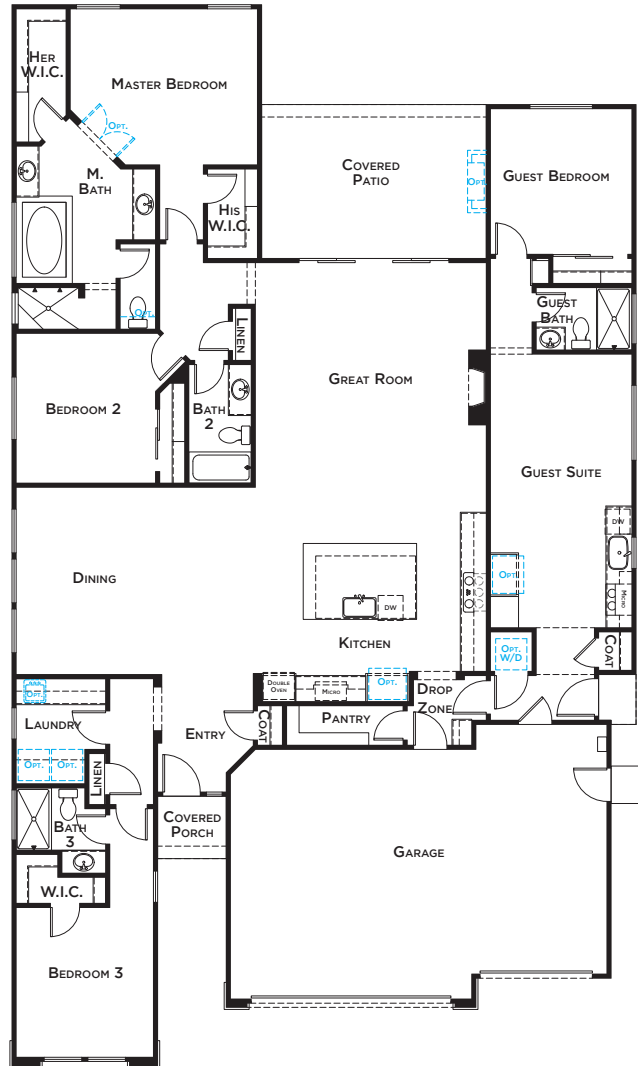 Her
W.I.C.
Master Bedroom
Opt.
M.
Bath
His
W.I.C.
Covered
Patio
Opt.
Guest Bedroom
Guest
Bath
Opt.
Linen
Bedroom 2
Bath
2
Great Room
Guest Suite
DW
Opt.
Micro
Dining
DW
Kitchen
Opt.
W/D
Coat
Double
Oven
Micro
Opt.
Drop
Zone
Opt.
Laundry
Opt.
Opt.
Linen
Entry
Coat
Pantry
Bath
3
Covered
Porch
Garage
W.I.C.
Bedroom 3